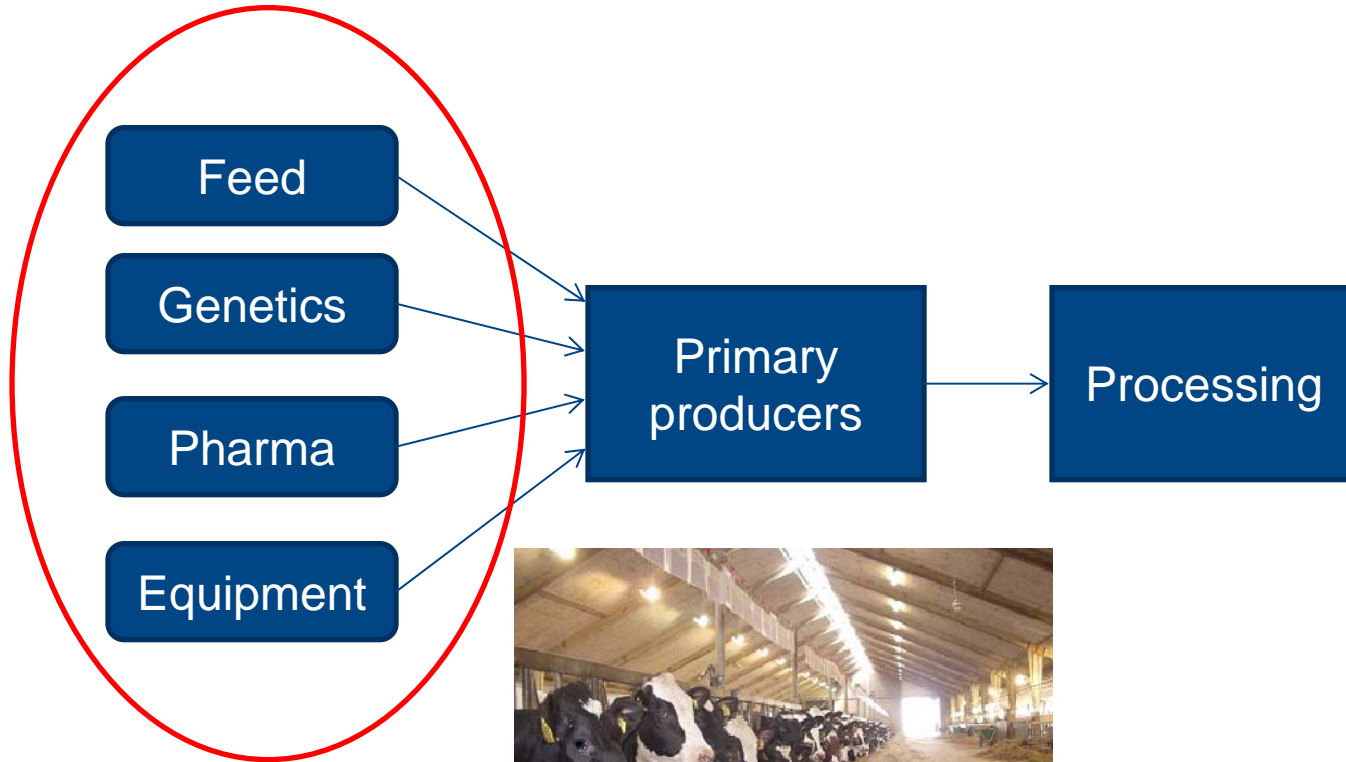 Feed
Genetics
Pharma
Equipment
Primary
producers
Processing